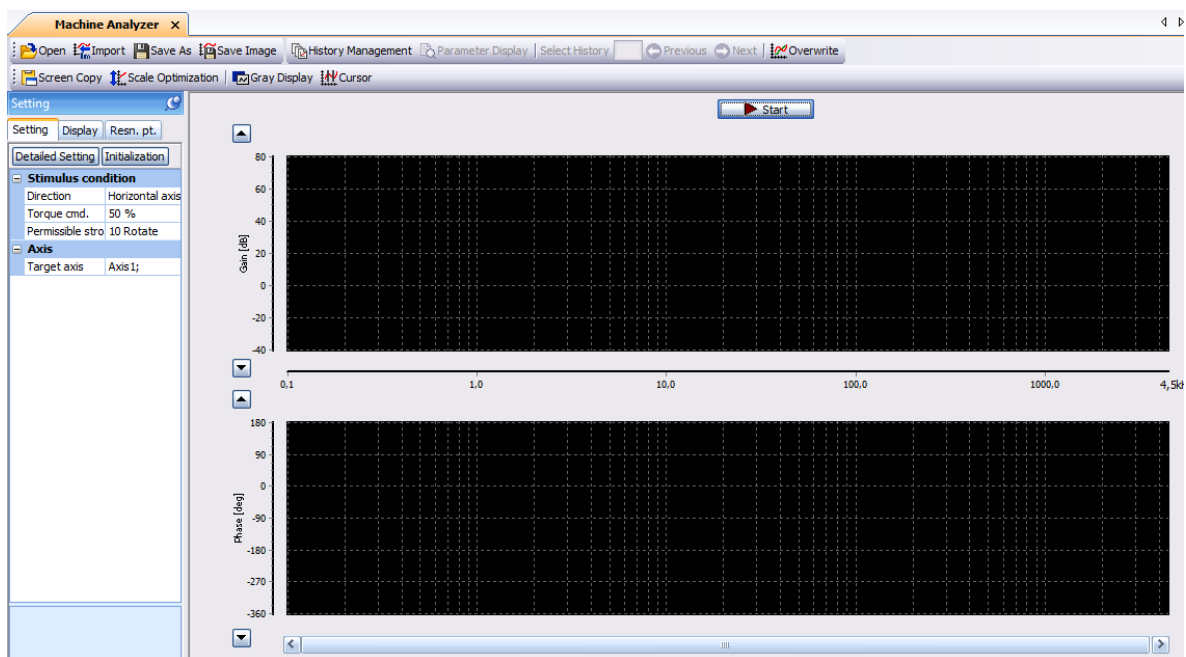 Machine Analyzer
Open Import Save As Save Image History Management Parameter Display Select History Previous Next Overwrite
Screen Copy Scale Optimization Gray Display Cursor
Setting
Start
Setting Display Resn. pt.
Detailed Setting Initialization
Stimulus condition
Direction Horizontal axis
Torque cmd. 50 %
Permissible stro 10 Rotate
Axis
Target axis Axis1;
Gain [dB]
80
60
40
20
0
-20
-40
0,1 1,0 10,0 100,0 1000,0 4,5kH
Phase [deg]
180
90
0
-90
-180
-270
-360